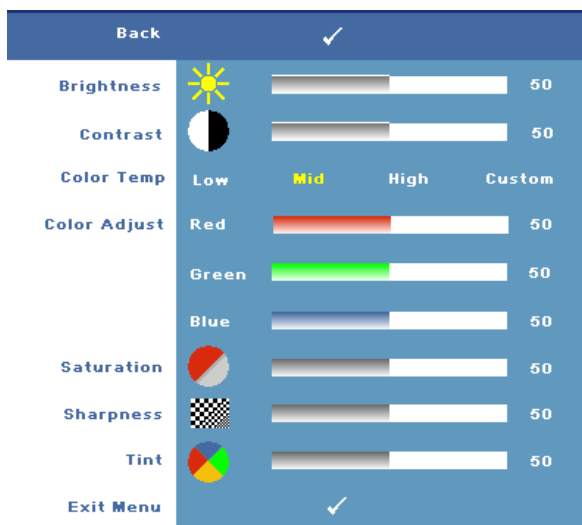 Back
Brightness 50
Contrast 50
Color Temp Low Mid High Custom
Color Adjust Red 50
Green 50
Blue 50
Saturation 50
Sharpness 50
Tint 50
Exit Menu